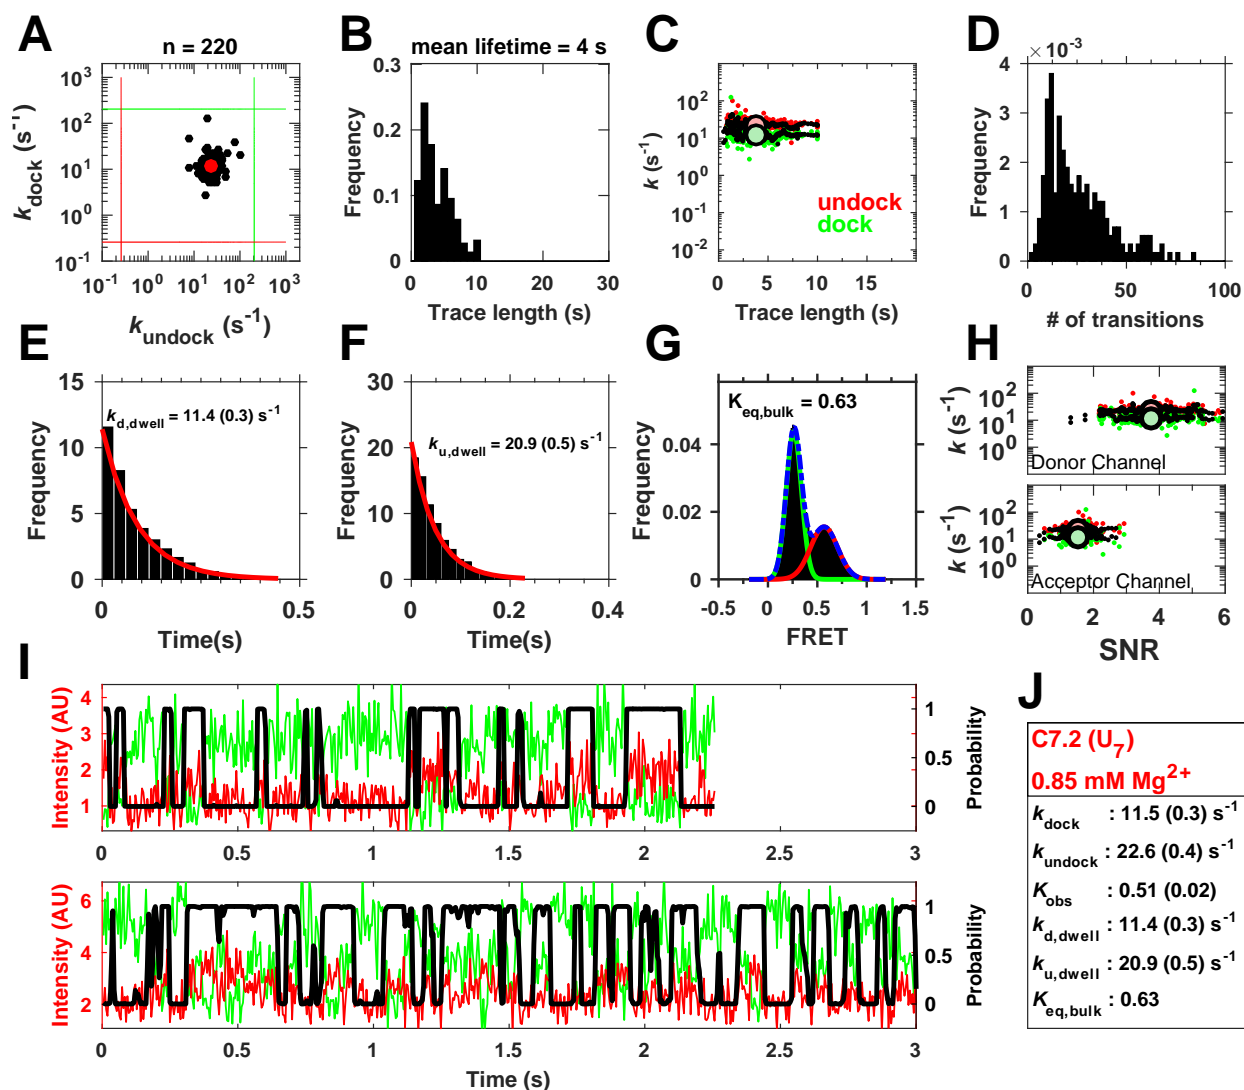 A
n = 220
k_dock (s⁻¹)
10³
10²
10¹
10⁰
10⁻¹
10⁻¹ 10⁰ 10¹ 10² 10³
k_undock (s⁻¹)
B
mean lifetime = 4 s
Frequency
0.3
0.2
0.1
0
0 10 20 30
Trace length (s)
C
k (s⁻¹)
10²
10¹
10⁰
10⁻¹
10⁻²
undock
dock
0 5 10 15
Trace length (s)
D
× 10⁻³
Frequency
4
3
2
1
0
0 50 100
# of transitions
E
Frequency
15
10
5
0
k_d,dwell = 11.4 (0.3) s⁻¹
0 0.5
Time(s)
F
Frequency
30
20
10
0
k_u,dwell = 20.9 (0.5) s⁻¹
0 0.2 0.4
Time(s)
G
K_eq,bulk = 0.63
Frequency
0.04
0.02
0
-0.5 0 0.5 1 1.5
FRET
H
k (s⁻¹)
10²
10¹
10⁰
Donor Channel
k (s⁻¹)
10²
10¹
10⁰
Acceptor Channel
0 2 4 6
SNR
I
Intensity (AU)
4
3
2
1
1
0.5
0
Probability
0 0.5 1 1.5 2 2.5 3
Intensity (AU)
6
4
2
1
0.5
0
Probability
0 0.5 1 1.5 2 2.5 3
Time (s)
J
C7.2 (U₇)
0.85 mM Mg²⁺
k_dock : 11.5 (0.3) s⁻¹
k_undock : 22.6 (0.4) s⁻¹
K_obs : 0.51 (0.02)
k_d,dwell : 11.4 (0.3) s⁻¹
k_u,dwell : 20.9 (0.5) s⁻¹
K_eq,bulk : 0.63